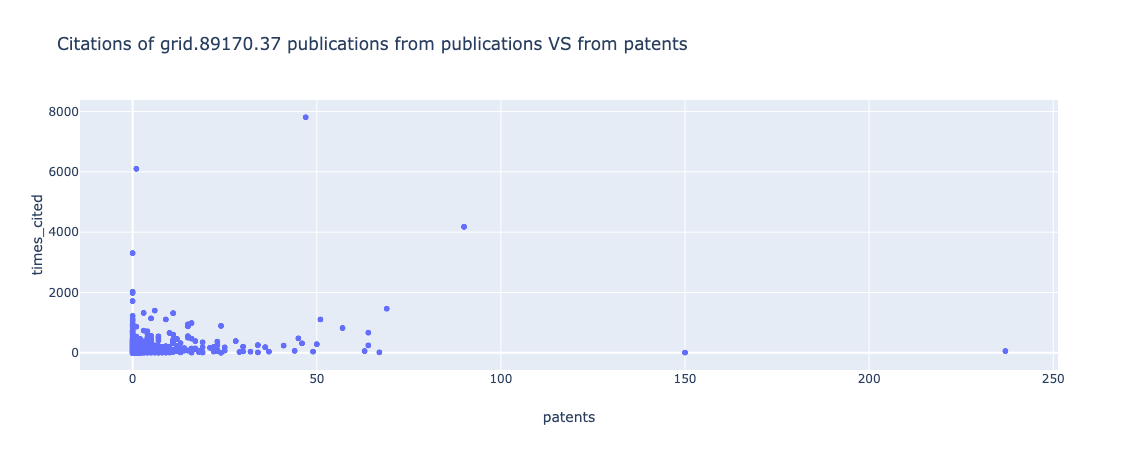 Citations of grid.89170.37 publications from publications VS from patents
8000
6000
4000
2000
0
times_cited
0 50 100 150 200 250
patents